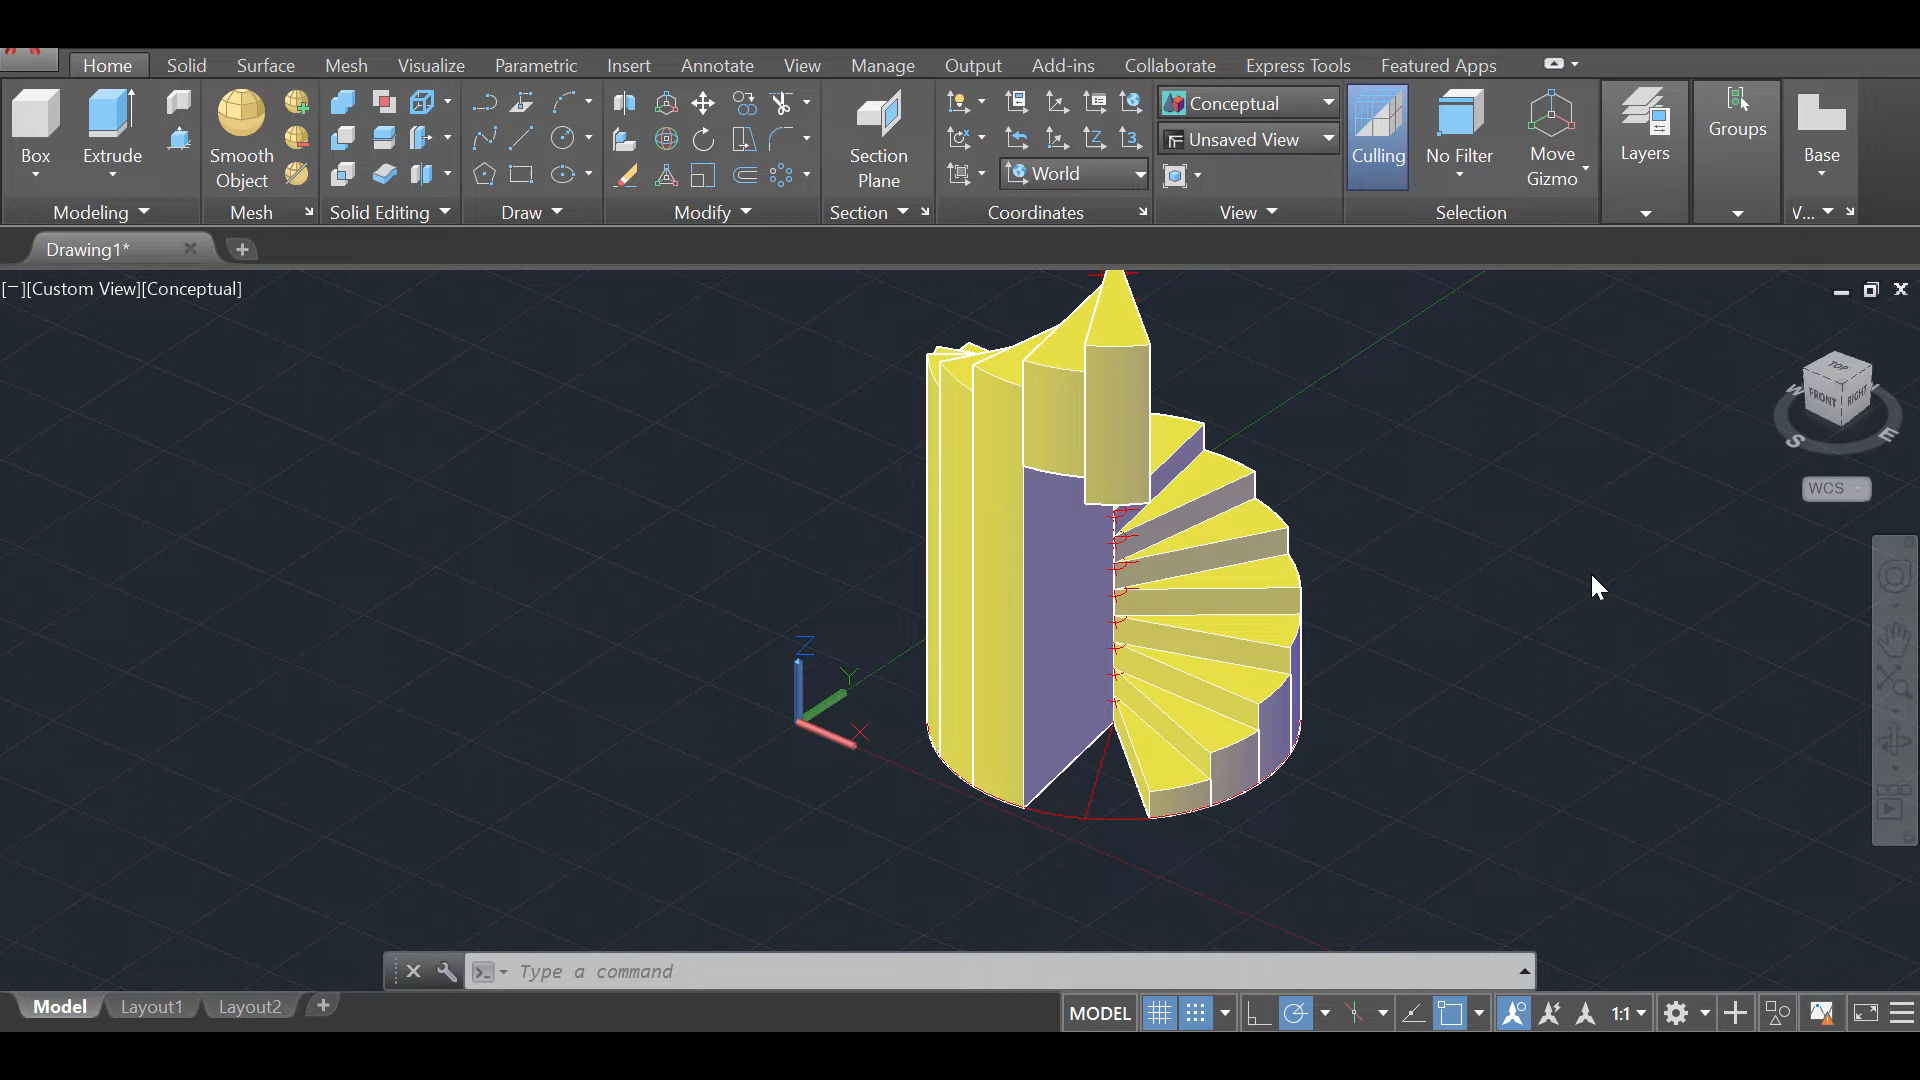 Home Solid Surface Mesh Visualize Parametric Insert Annotate View Manage Output Add-ins Collaborate Express Tools Featured Apps
Box
Extrude
Smooth
Object
Section
Plane
World
Conceptual
Unsaved View
Culling
No Filter
Move
Gizmo
Layers
Groups
Base
Modeling Mesh Solid Editing Draw Modify Section Coordinates View Selection V...
Drawing1*
[−][Custom View][Conceptual]
TOP
FRONT RIGHT
W
S E
WCS
Z
Y
X
Type a command
Model Layout1 Layout2
MODEL 1:1